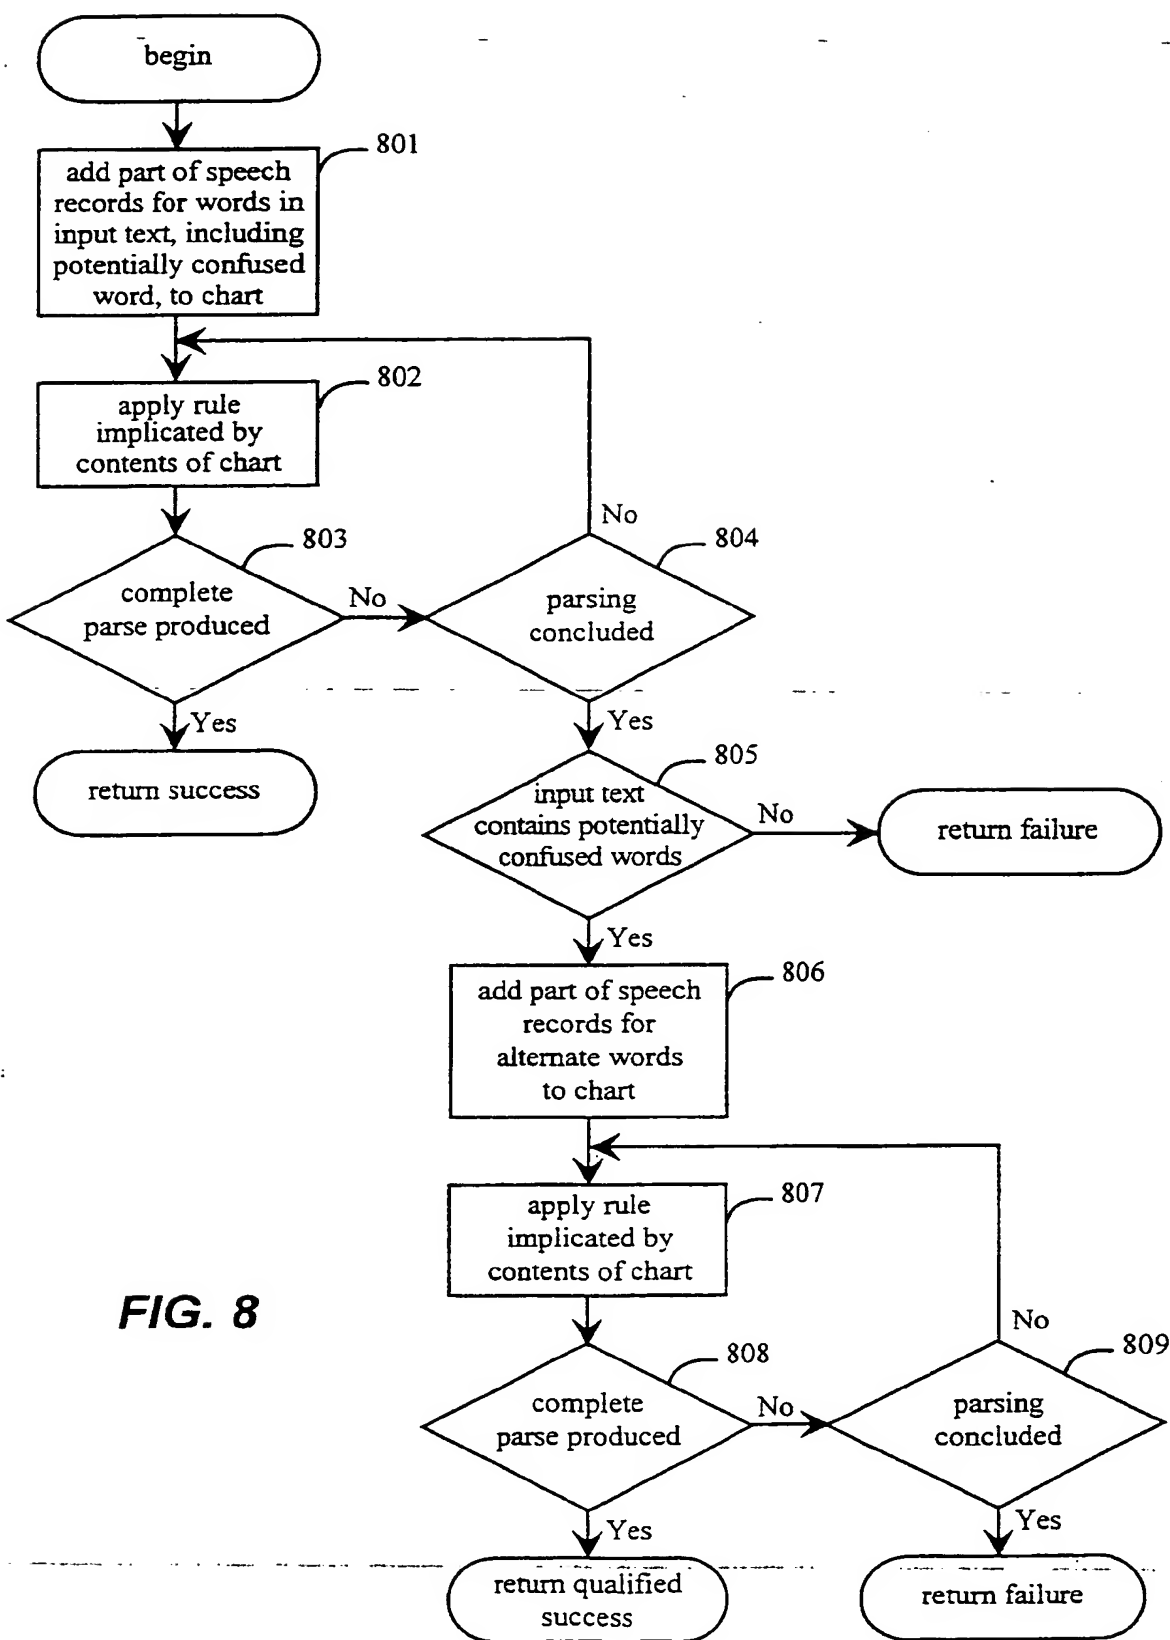 begin
801
add part of speech
records for words in
input text, including
potentially confused
word, to chart
802
apply rule
implicated by
contents of chart
803
complete
parse produced
No
Yes
return success
No
804
parsing
concluded
Yes
805
input text
contains potentially
confused words
No
return failure
Yes
806
add part of speech
records for
alternate words
to chart
807
apply rule
implicated by
contents of chart
808
complete
parse produced
No
Yes
return qualified
success
No
809
parsing
concluded
Yes
return failure
FIG. 8